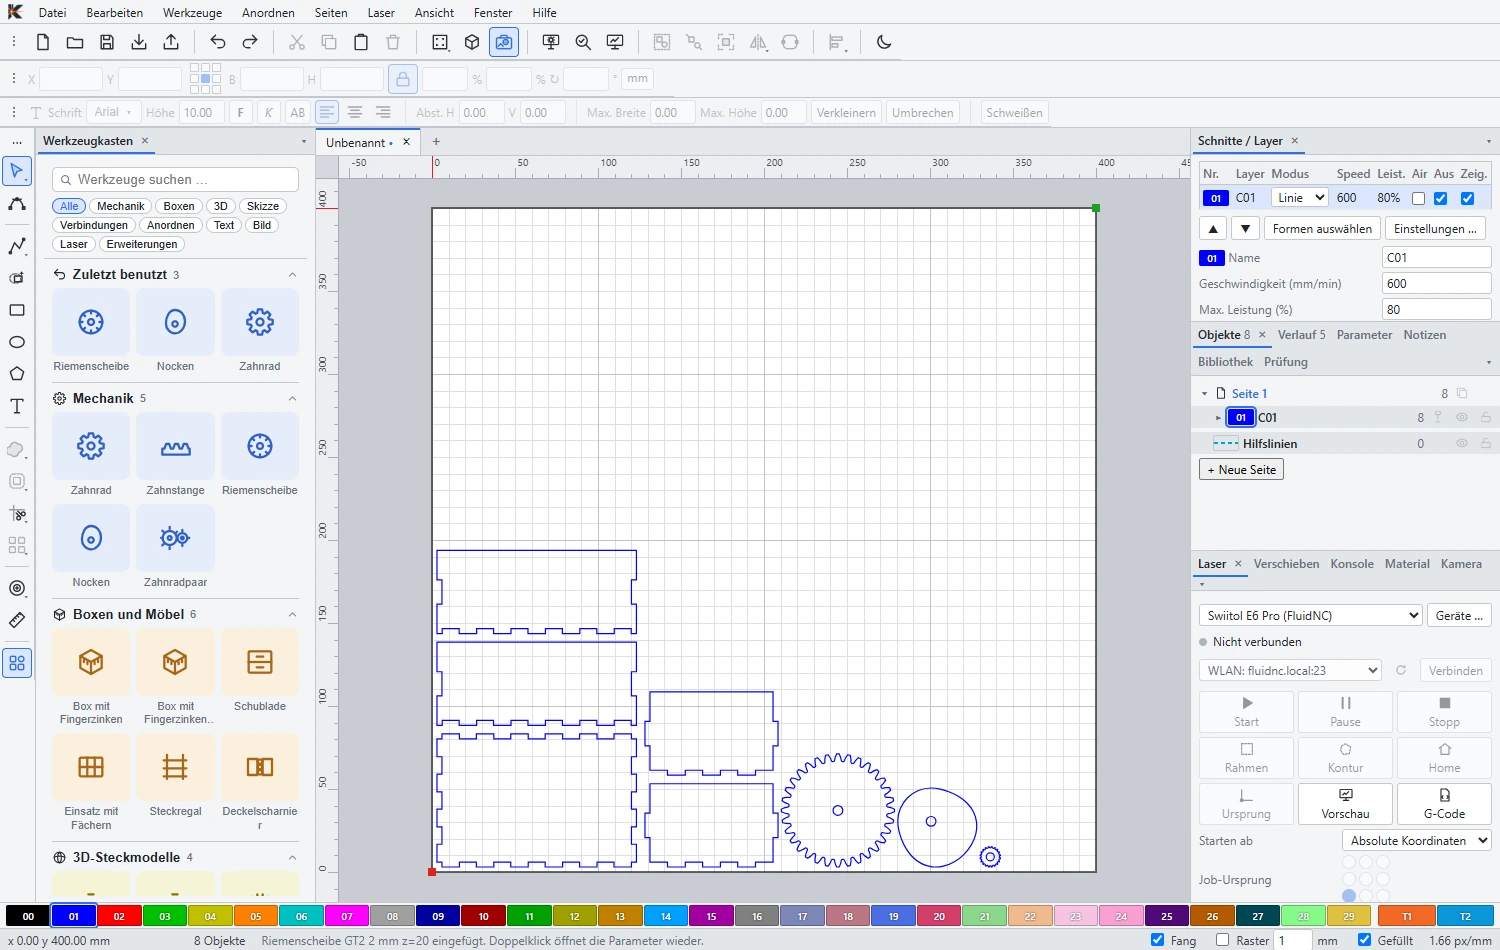 Datei Bearbeiten Werkzeuge Anordnen Seiten Laser Ansicht Fenster Hilfe
X Y B H % % ° mm
Schrift Arial Höhe 10.00 F K AB Abst. H 0.00 V 0.00 Max. Breite 0.00 Max. Höhe 0.00 Verkleinern Umbrechen Schweißen
Werkzeugkasten
Unbenannt
Werkzeuge suchen ...
Alle Mechanik Boxen 3D Skizze
Verbindungen Anordnen Text Bild
Laser Erweiterungen
Zuletzt benutzt 3
Riemenscheibe Nocken Zahnrad
Mechanik 5
Zahnrad Zahnstange Riemenscheibe
Nocken Zahnradpaar
Boxen und Möbel 6
Box mit Fingerzinken
Box mit Fingerzinken..
Schublade
Einsatz mit Fächern
Steckregal
Deckelscharnier
3D-Steckmodelle 4
-50 0 50 100 150 200 250 300 350 400 45
400
350
300
250
200
150
100
50
0
Schnitte / Layer
Nr. Layer Modus Speed Leist. Air Aus Zeig.
01 C01 Linie 600 80%
Formen auswählen Einstellungen ...
01 Name C01
Geschwindigkeit (mm/min) 600
Max. Leistung (%) 80
Objekte 8 Verlauf 5 Parameter Notizen
Bibliothek Prüfung
Seite 1 8
01 C01 8
Hilfslinien 0
+ Neue Seite
Laser Verschieben Konsole Material Kamera
Swiitol E6 Pro (FluidNC) Geräte ...
Nicht verbunden
WLAN: fluidnc.local:23 Verbinden
Start Pause Stopp
Rahmen Kontur Home
Ursprung Vorschau G-Code
Starten ab Absolute Koordinaten
Job-Ursprung
00 01 02 03 04 05 06 07 08 09 10 11 12 13 14 15 16 17 18 19 20 21 22 23 24 25 26 27 28 29 T1 T2
x 0.00 y 400.00 mm 8 Objekte Riemenscheibe GT2 2 mm z=20 eingefügt. Doppelklick öffnet die Parameter wieder. Fang Raster 1 mm Gefüllt 1.66 px/mm